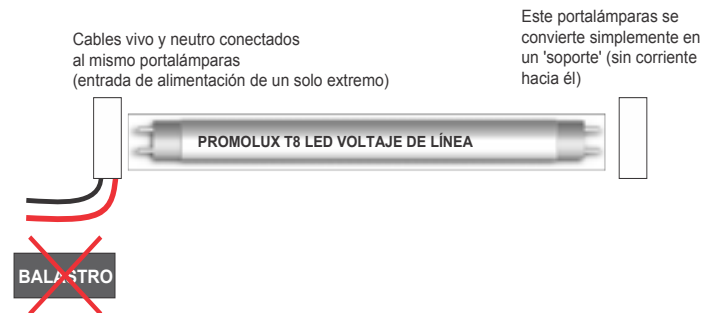 Cables vivo y neutro conectados
al mismo portalámparas
(entrada de alimentación de un solo extremo)
Este portalámparas se
convierte simplemente en
un 'soporte' (sin corriente
hacia él)
PROMOLUX T8 LED VOLTAJE DE LÍNEA
BALASTRO